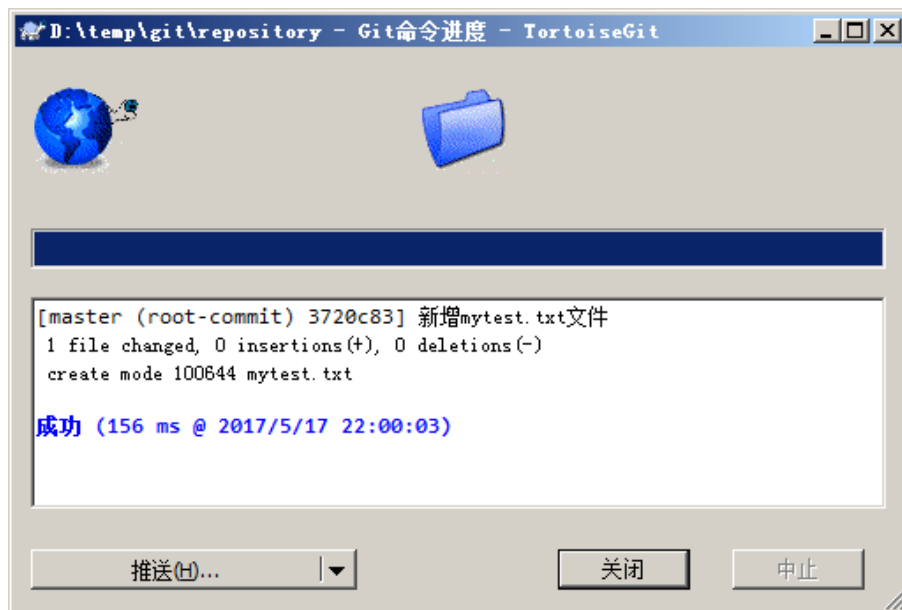 D:\temp\git\repository - Git命令进度 - TortoiseGit
[master (root-commit) 3720c83] 新增mytest.txt文件
1 file changed, 0 insertions(+), 0 deletions(-)
create mode 100644 mytest.txt
成功 (156 ms @ 2017/5/17 22:00:03)
推送(H)...
关闭
中止